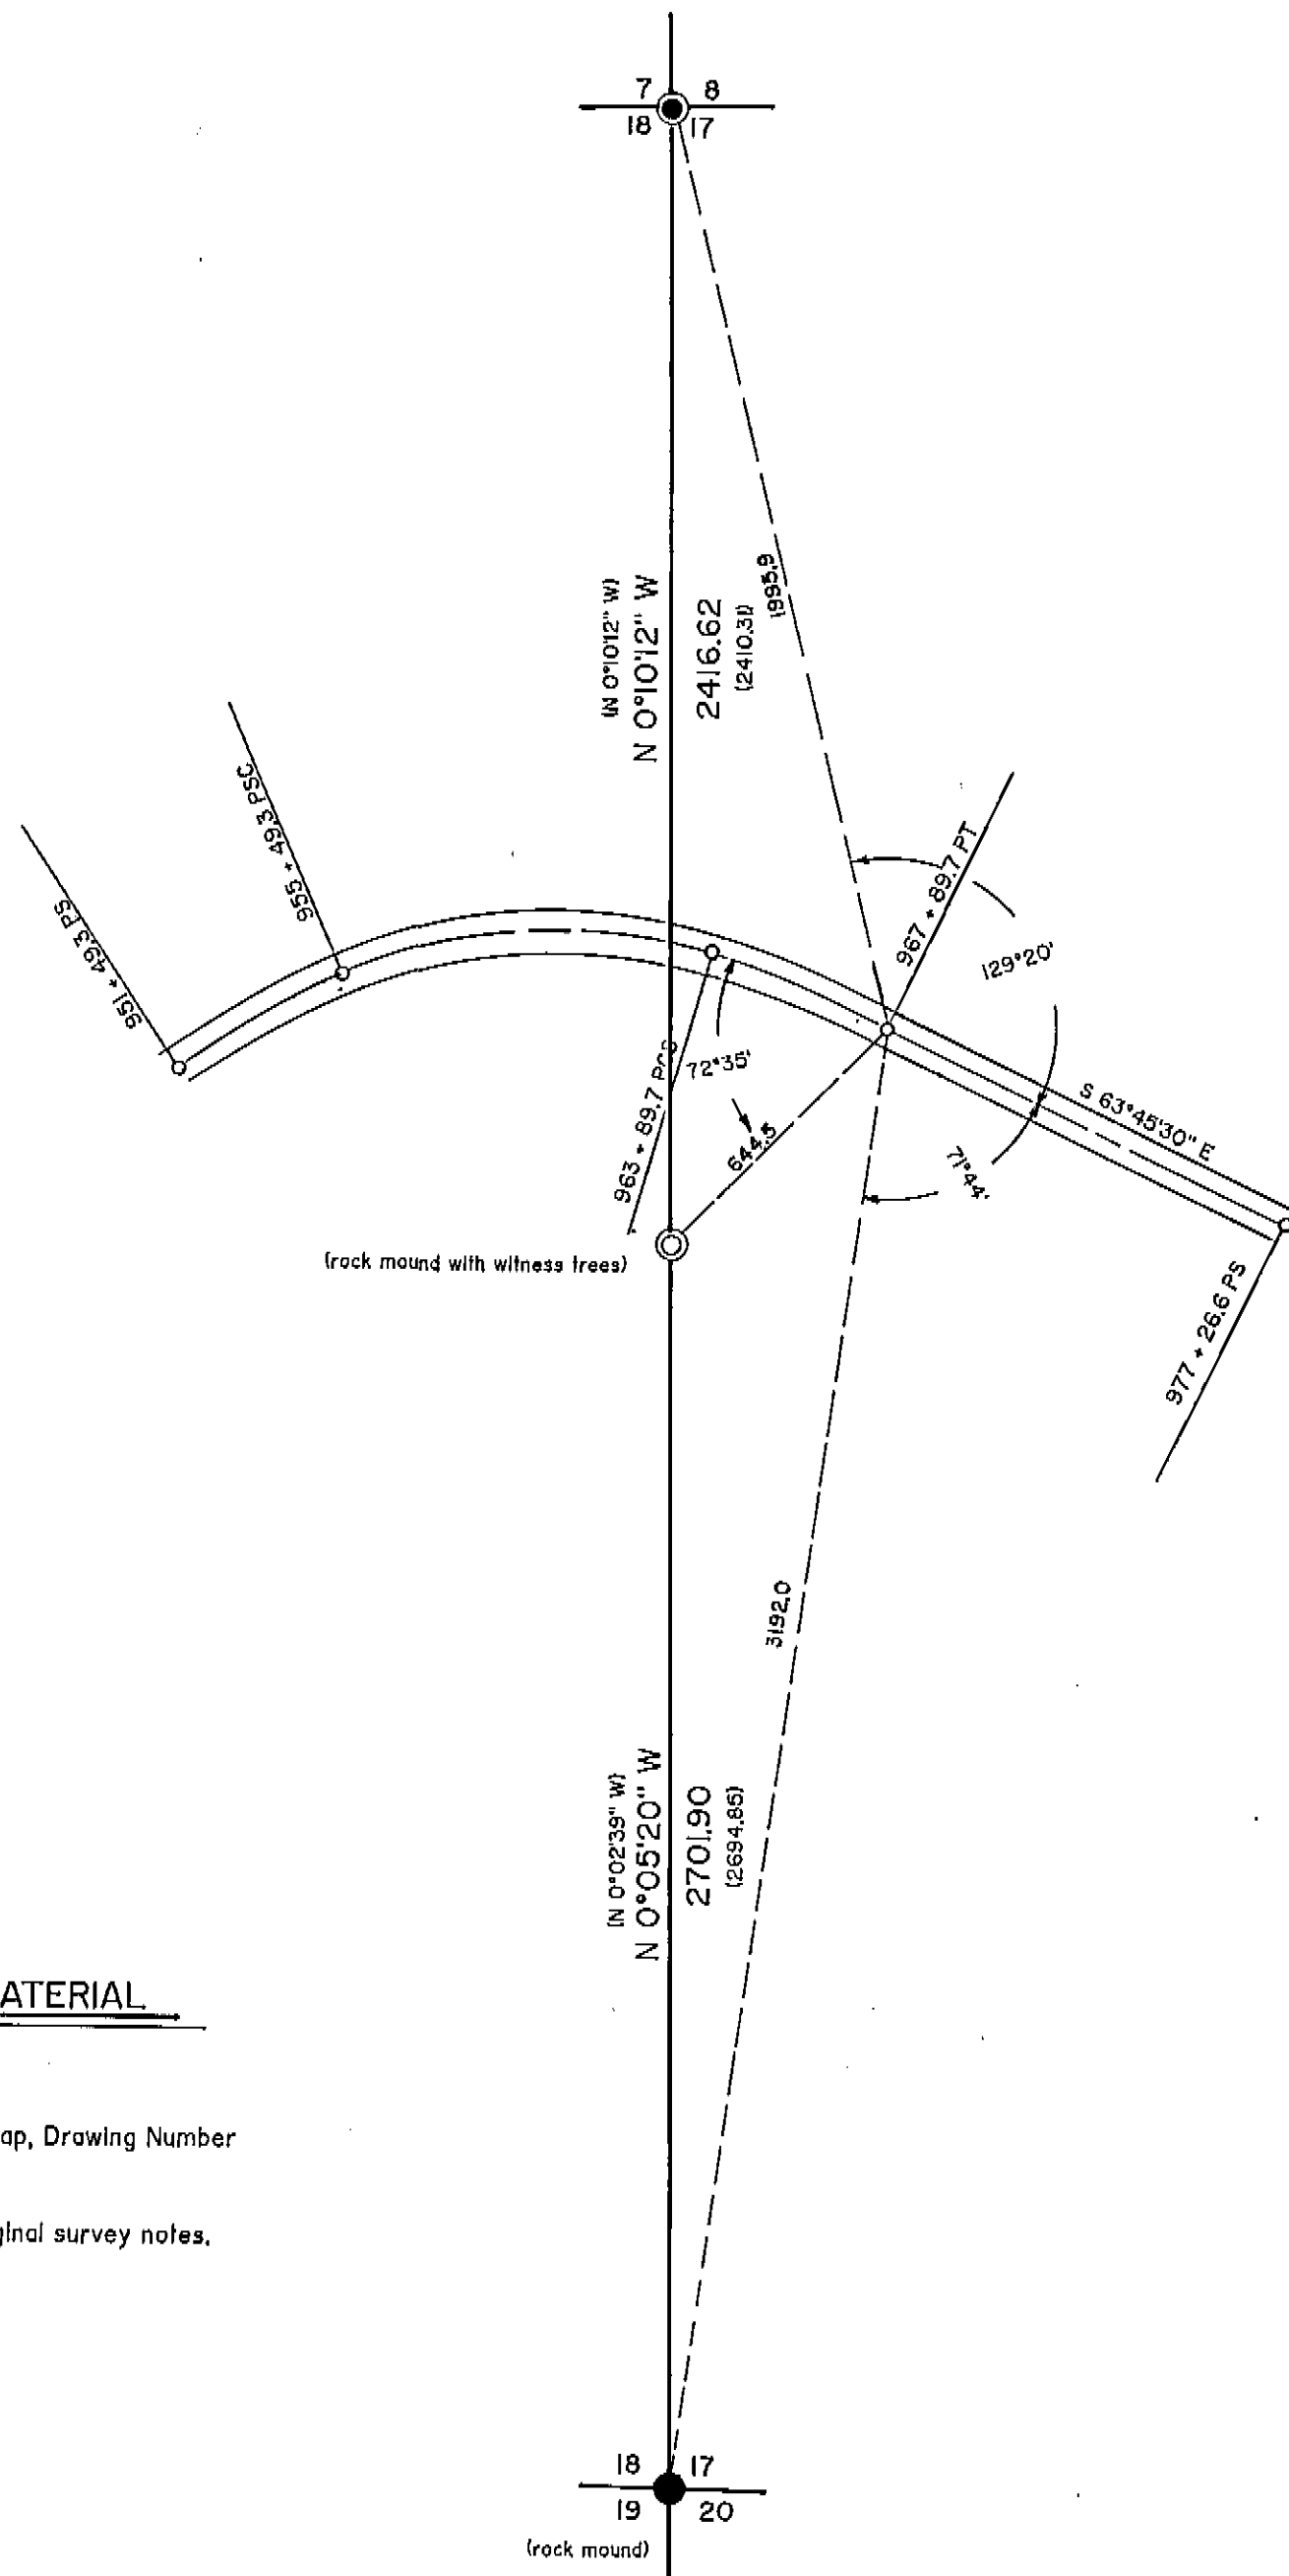 7 8
18 17
(N 0°10'12" W)
N 0°10'12" W
2416.62
(2410.31)
1995.9
955 + 49.3 PSC
951 + 49.3 PS
967 + 89.7 PT
129°20'
72°35'
963 + 89.7 PCS
644.5
S 63°45'30" E
71°44'
(rock mound with witness trees)
977 + 26.6 PS
3192.0
(N 0°02'39" W)
N 0°05'20" W
2701.90
(2694.85)
ATERIAL
ap, Drawing Number
ginal survey notes.
18 17
19 20
(rock mound)